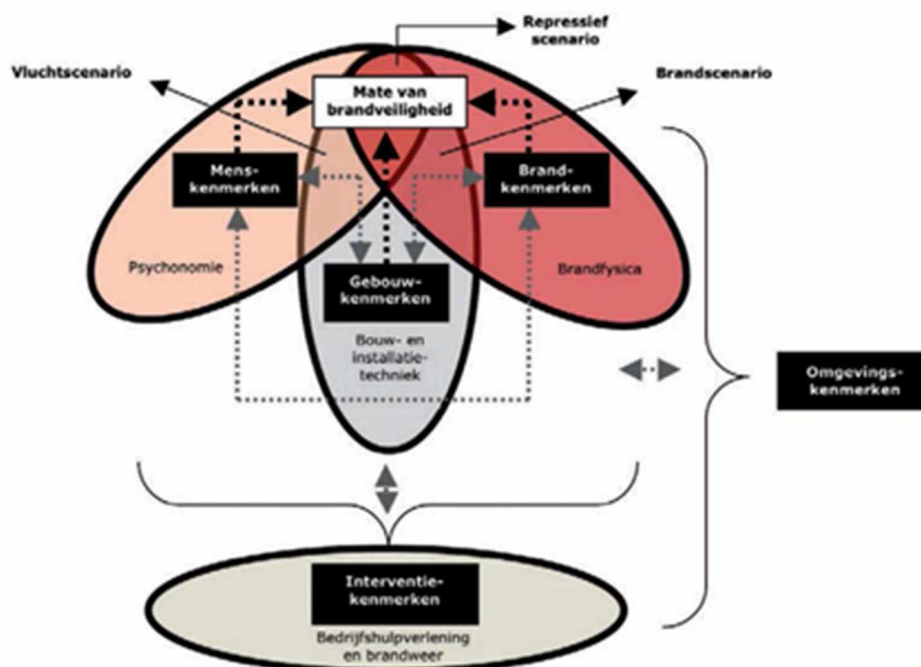 Repressief
scenario
Vluchtscenario
Brandscenario
Mate van
brandveiligheid
Mens-
kenmerken
Brand-
kenmerken
Psychonomie
Brandfysica
Gebouw-
kenmerken
Bouw- en
installatie-
techniek
Omgevings-
kenmerken
Interventie-
kenmerken
Bedrijfshulpverlening
en brandweer